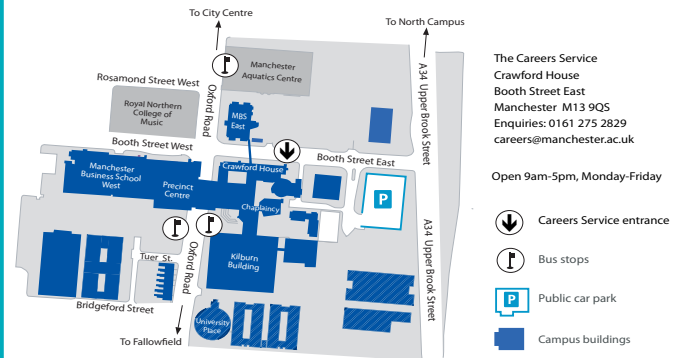 To City Centre
To North Campus
Manchester
Aquatics Centre
Rosamond Street West
Royal Northern
College of
Music
Oxford Road
A34 Upper Brook Street
MBS
East
Booth Street West
Booth Street East
Crawford House
Manchester
Business School
West
Precinct
Centre
Chaplaincy
P
Kilburn
Building
Tuer St.
Oxford Road
A34 Upper Brook Street
Bridgeford Street
University
Place
To Fallowfield
The Careers Service
Crawford House
Booth Street East
Manchester M13 9QS
Enquiries: 0161 275 2829
careers@manchester.ac.uk
Open 9am-5pm, Monday-Friday
Careers Service entrance
Bus stops
P
Public car park
Campus buildings